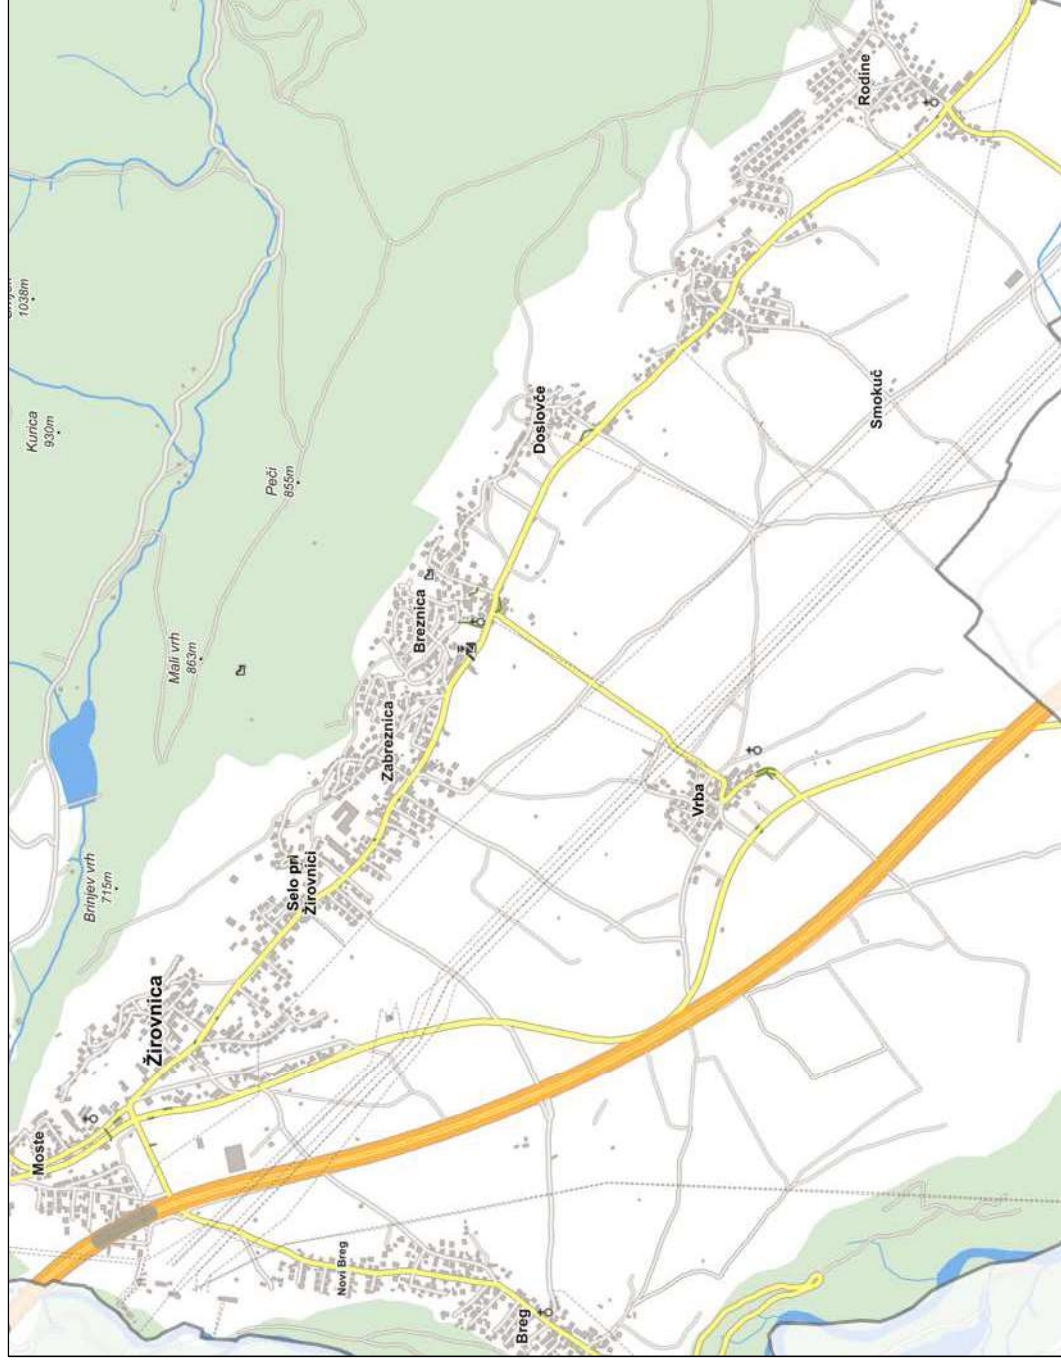 1038m
Kurica
930m
Peči
855m
Mali vrh
863m
Brinjev vrh
715m
Moste
Žirovnica
Selo pri
Žirovnici
Zabreznica
Breznica
Doslovče
Rodine
Smokuč
Vrba
Novi Breg
Breg